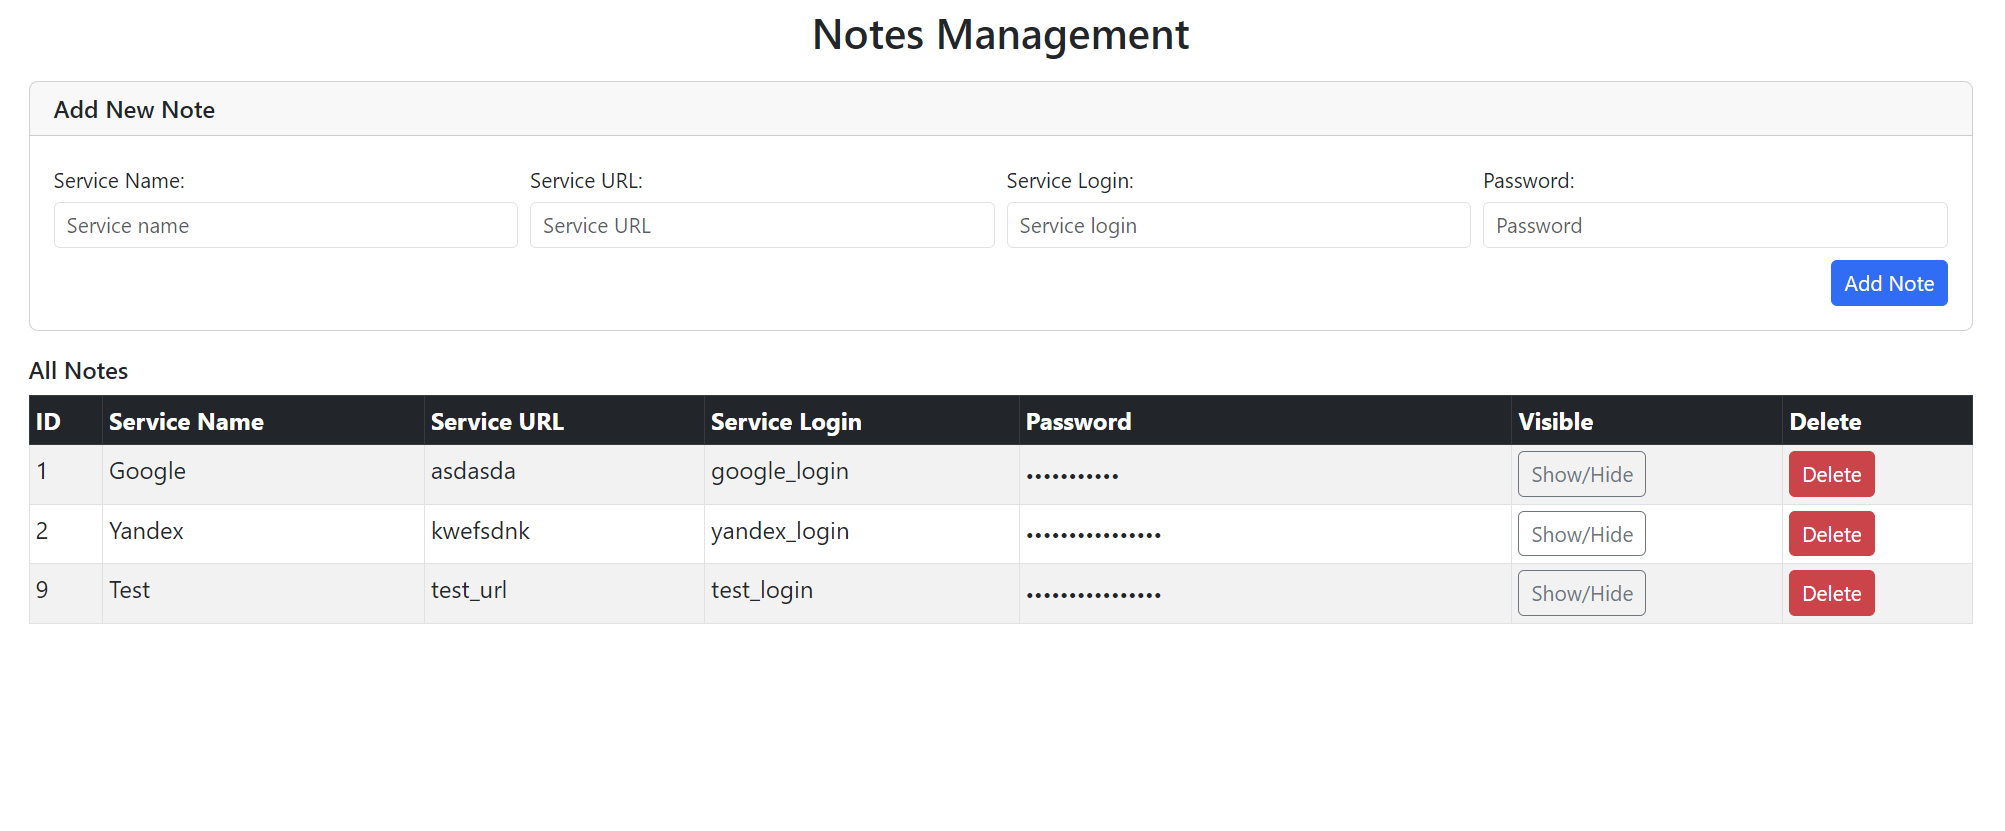 Notes Management
Add New Note
Service Name: Service URL: Service Login: Password:
Service name Service URL Service login Password
Add Note
All Notes
ID Service Name Service URL Service Login Password Visible Delete
1 Google asdasda google_login ••••••••••• Show/Hide Delete
2 Yandex kwefsdnk yandex_login •••••••••••••••• Show/Hide Delete
9 Test test_url test_login •••••••••••••••• Show/Hide Delete